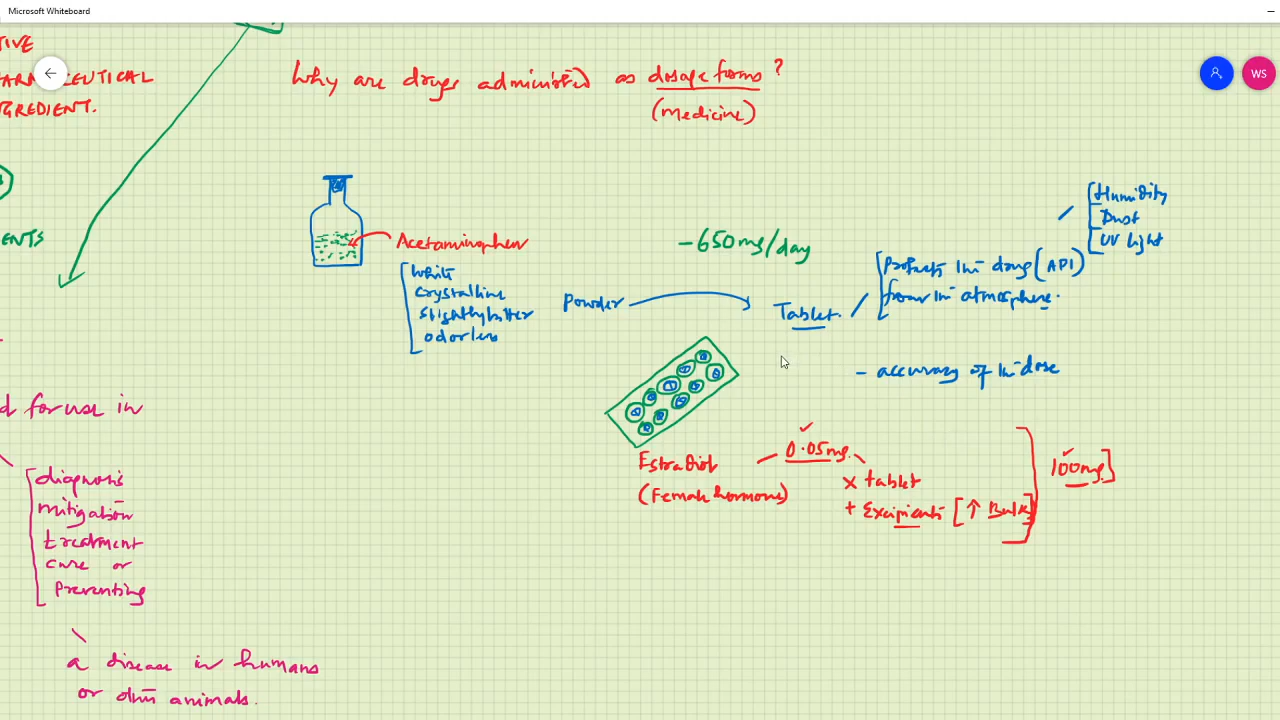 Microsoft Whiteboard
TIVE
CEUTICAL
GREDIENT.
WS
Why are drugs administered as dosage forms ?
(Medicine)
ENTS
Acetaminophen
White
Crystalline
Slightly bitter
odorless
Powder
-650mg/day
Tablet.
Protects the drug (API)
from the atmosphere.
Humidity
Dust
UV light
- accuracy of the dose
Estradiol
(Female hormone)
0.05mg.
x tablet
+ Excipients [↑ Bulk]
100mg]
d for use in
diagnosis
mitigation
treatment
cure or
Preventing
a disease in humans
or other animals.